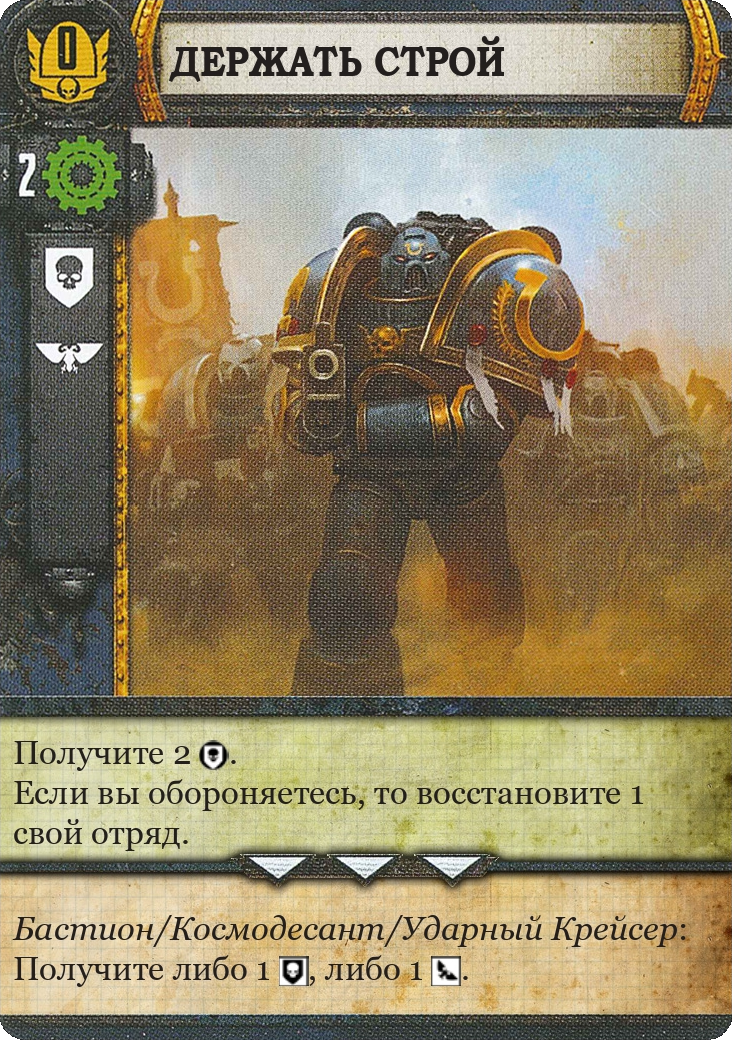 0
ДЕРЖАТЬ СТРОЙ
2
Получите 2 .
Если вы обороняетесь, то восстановите 1
свой отряд.
Бастион/Космодесант/Ударный Крейсер:
Получите либо 1 , либо 1 .